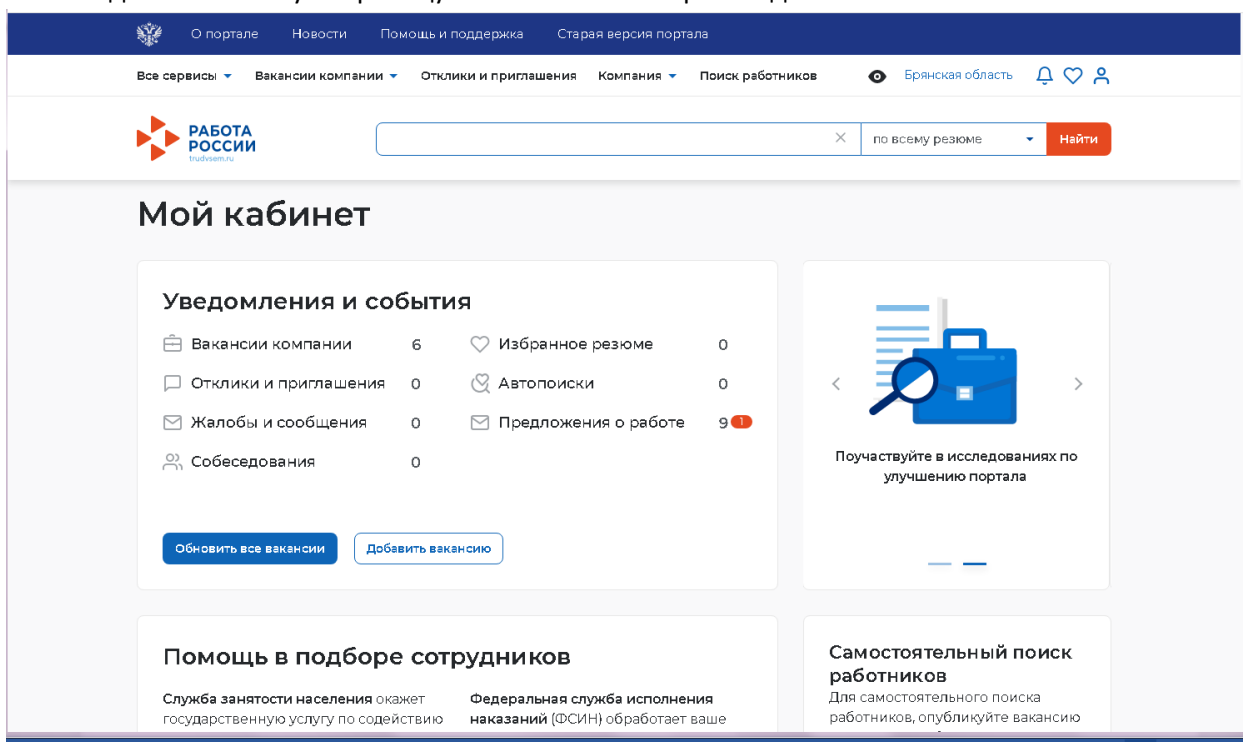 О портале Новости Помощь и поддержка Старая версия портала
Все сервисы Вакансии компании Отклики и приглашения Компания Поиск работников Брянская область
РАБОТА
РОССИИ
trudvsem.ru
по всему резюме Найти
Мой кабинет
Уведомления и события
Вакансии компании 6 Избранное резюме 0
Отклики и приглашения 0 Автопоиски 0
Жалобы и сообщения 0 Предложения о работе 9 1
Собеседования 0
Обновить все вакансии Добавить вакансию
Поучаствуйте в исследованиях по
улучшению портала
Помощь в подборе сотрудников
Служба занятости населения окажет
государственную услугу по содействию
Федеральная служба исполнения
наказаний (ФСИН) обработает ваше
Самостоятельный поиск
работников
Для самостоятельного поиска
работников, опубликуйте вакансию